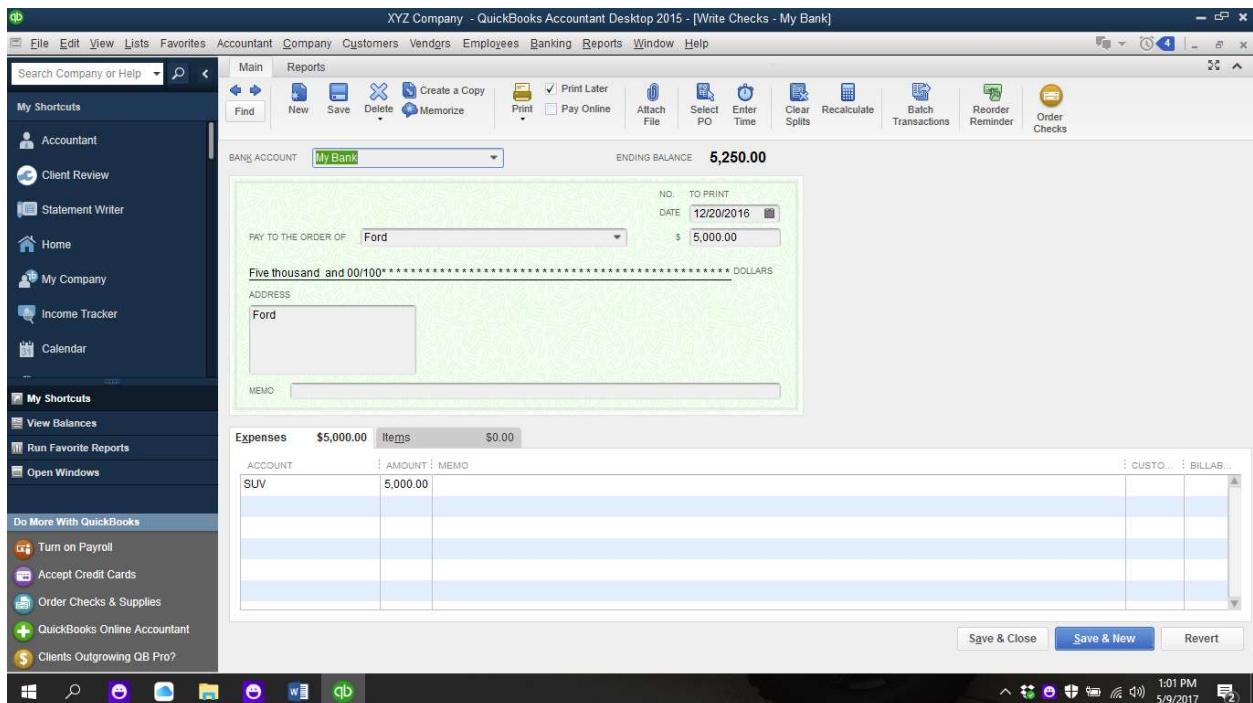 qb
XYZ Company - QuickBooks Accountant Desktop 2015 - [Write Checks - My Bank]
File Edit View Lists Favorites Accountant Company Customers Vendors Employees Banking Reports Window Help
4
Search Company or Help
Main Reports
My Shortcuts
Accountant
Client Review
Statement Writer
Home
My Company
Income Tracker
Calendar
My Shortcuts
View Balances
Run Favorite Reports
Open Windows
Do More With QuickBooks
Turn on Payroll
Accept Credit Cards
Order Checks & Supplies
QuickBooks Online Accountant
Clients Outgrowing QB Pro?
Find
New
Save
Delete
Create a Copy
Memorize
Print
Print Later
Pay Online
Attach File
Select PO
Enter Time
Clear Splits
Recalculate
Batch Transactions
Reorder Reminder
Order Checks
BANK ACCOUNT My Bank ENDING BALANCE 5,250.00
NO. TO PRINT
DATE 12/20/2016
PAY TO THE ORDER OF Ford $ 5,000.00
Five thousand and 00/100* * * * * * * * * * * * * * * * * * * * * * * * * * * * * * * * * * * * * * * * * * * * * * * * * * DOLLARS
ADDRESS
Ford
MEMO
Expenses $5,000.00 Items $0.00
ACCOUNT AMOUNT MEMO CUSTO... BILLAB...
SUV 5,000.00
Save & Close Save & New Revert
qb
1:01 PM
5/9/2017
2